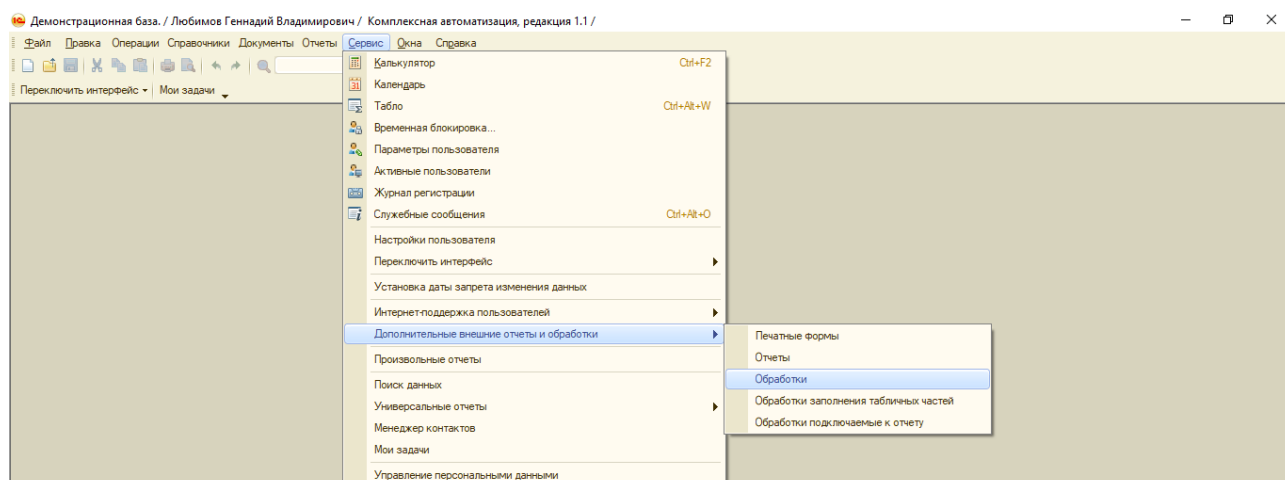 Демонстрационная база. / Любимов Геннадий Владимирович / Комплексная автоматизация, редакция 1.1 /
Файл Правка Операции Справочники Документы Отчеты Сервис Окна Справка
Переключить интерфейс Мои задачи
Калькулятор Ctrl+F2
Календарь
Табло Ctrl+Alt+W
Временная блокировка...
Параметры пользователя
Активные пользователи
Журнал регистрации
Служебные сообщения Ctrl+Alt+O
Настройки пользователя
Переключить интерфейс
Установка даты запрета изменения данных
Интернет-поддержка пользователей
Дополнительные внешние отчеты и обработки
Печатные формы
Отчеты
Обработки
Обработки заполнения табличных частей
Обработки подключаемые к отчету
Произвольные отчеты
Поиск данных
Универсальные отчеты
Менеджер контактов
Мои задачи
Управление персональными данными